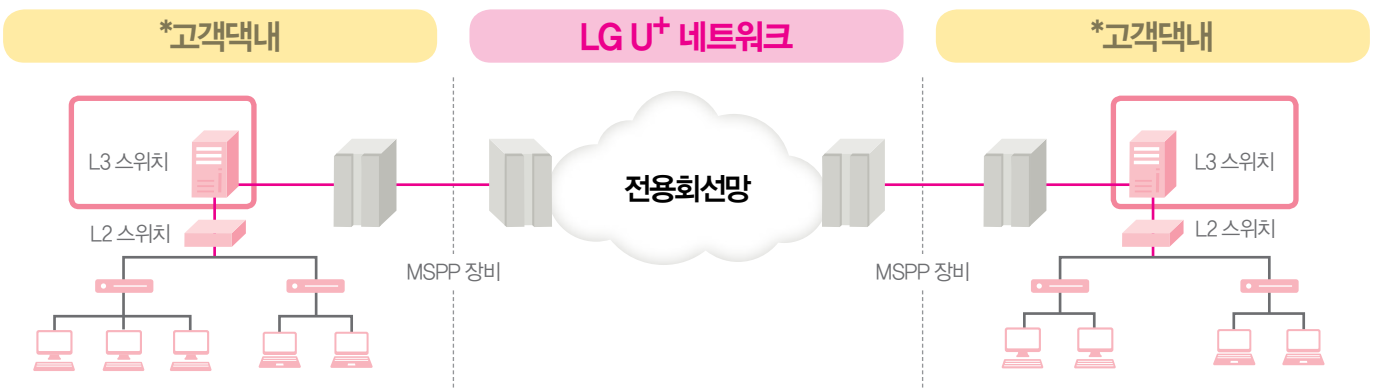 *고객댁내
LG U+ 네트워크
*고객댁내
L3 스위치
L2 스위치
MSPP 장비
전용회선망
MSPP 장비
L3 스위치
L2 스위치